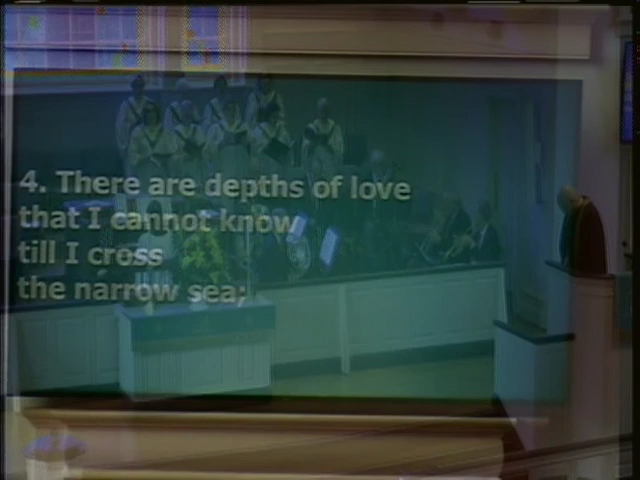 4. There are depths of love
that I cannot know
till I cross
the narrow sea;